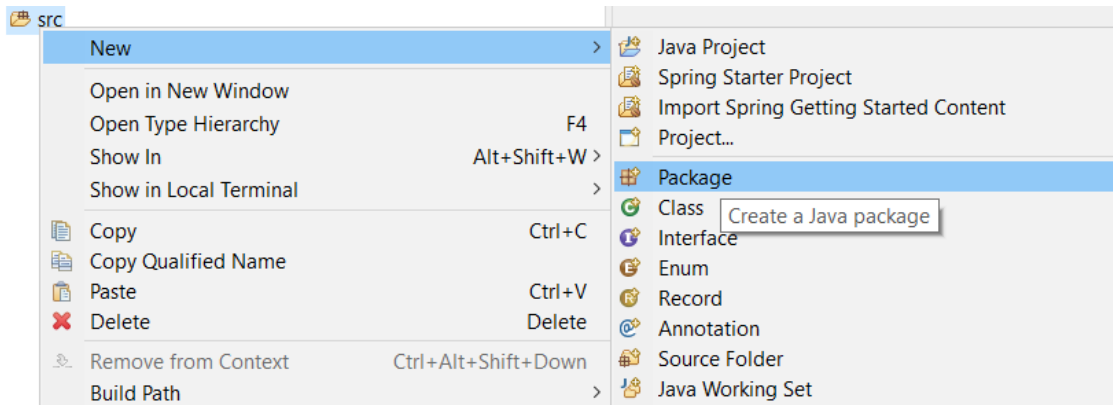 src
New >
Open in New Window
Open Type Hierarchy F4
Show In Alt+Shift+W >
Show in Local Terminal >
Copy Ctrl+C
Copy Qualified Name
Paste Ctrl+V
Delete Delete
Remove from Context Ctrl+Alt+Shift+Down
Build Path >
Java Project
Spring Starter Project
Import Spring Getting Started Content
Project...
Package
Class
Create a Java package
Interface
Enum
Record
Annotation
Source Folder
Java Working Set